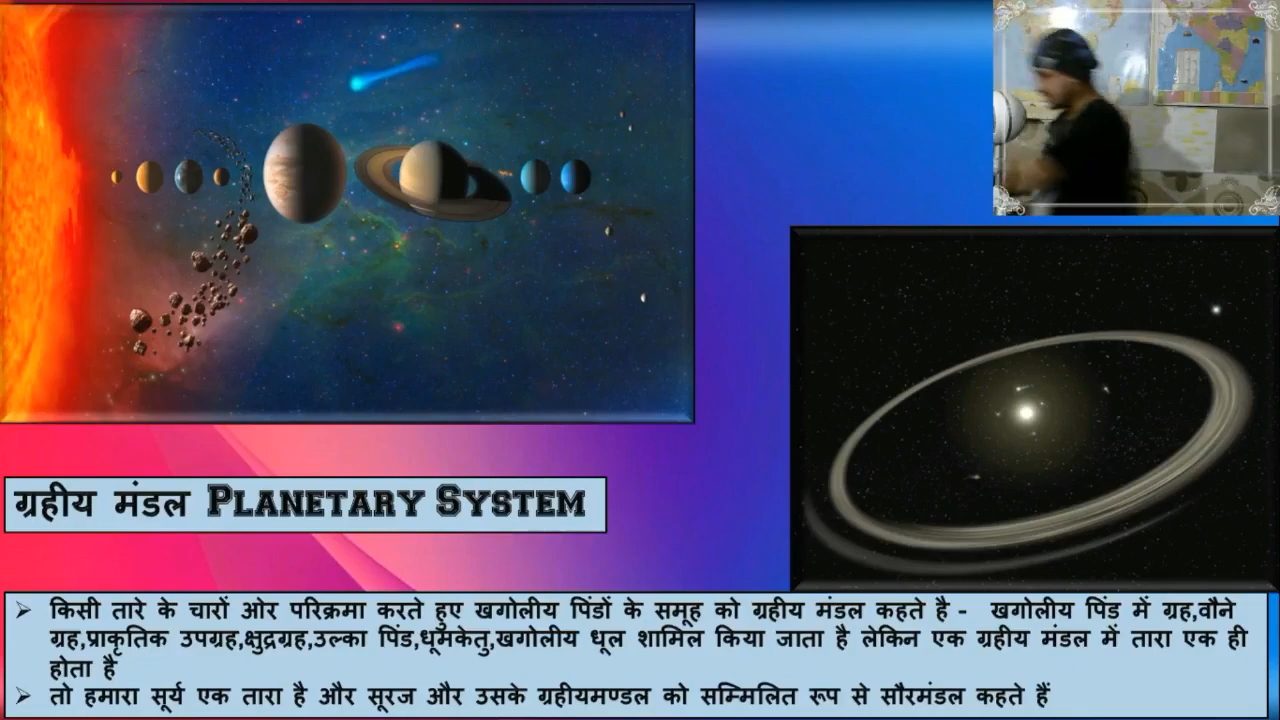 ग्रहीय मंडल PLANETARY SYSTEM
➢ किसी तारे के चारों ओर परिक्रमा करते हुए खगोलीय पिंडों के समूह को ग्रहीय मंडल कहते है - खगोलीय पिंड में ग्रह,वौने
ग्रह,प्राकृतिक उपग्रह,क्षुद्रग्रह,उल्का पिंड,धूमकेतु,खगोलीय धूल शामिल किया जाता है लेकिन एक ग्रहीय मंडल में तारा एक ही
होता है
➢ तो हमारा सूर्य एक तारा है और सूरज और उसके ग्रहीयमण्डल को सम्मिलित रूप से सौरमंडल कहते हैं